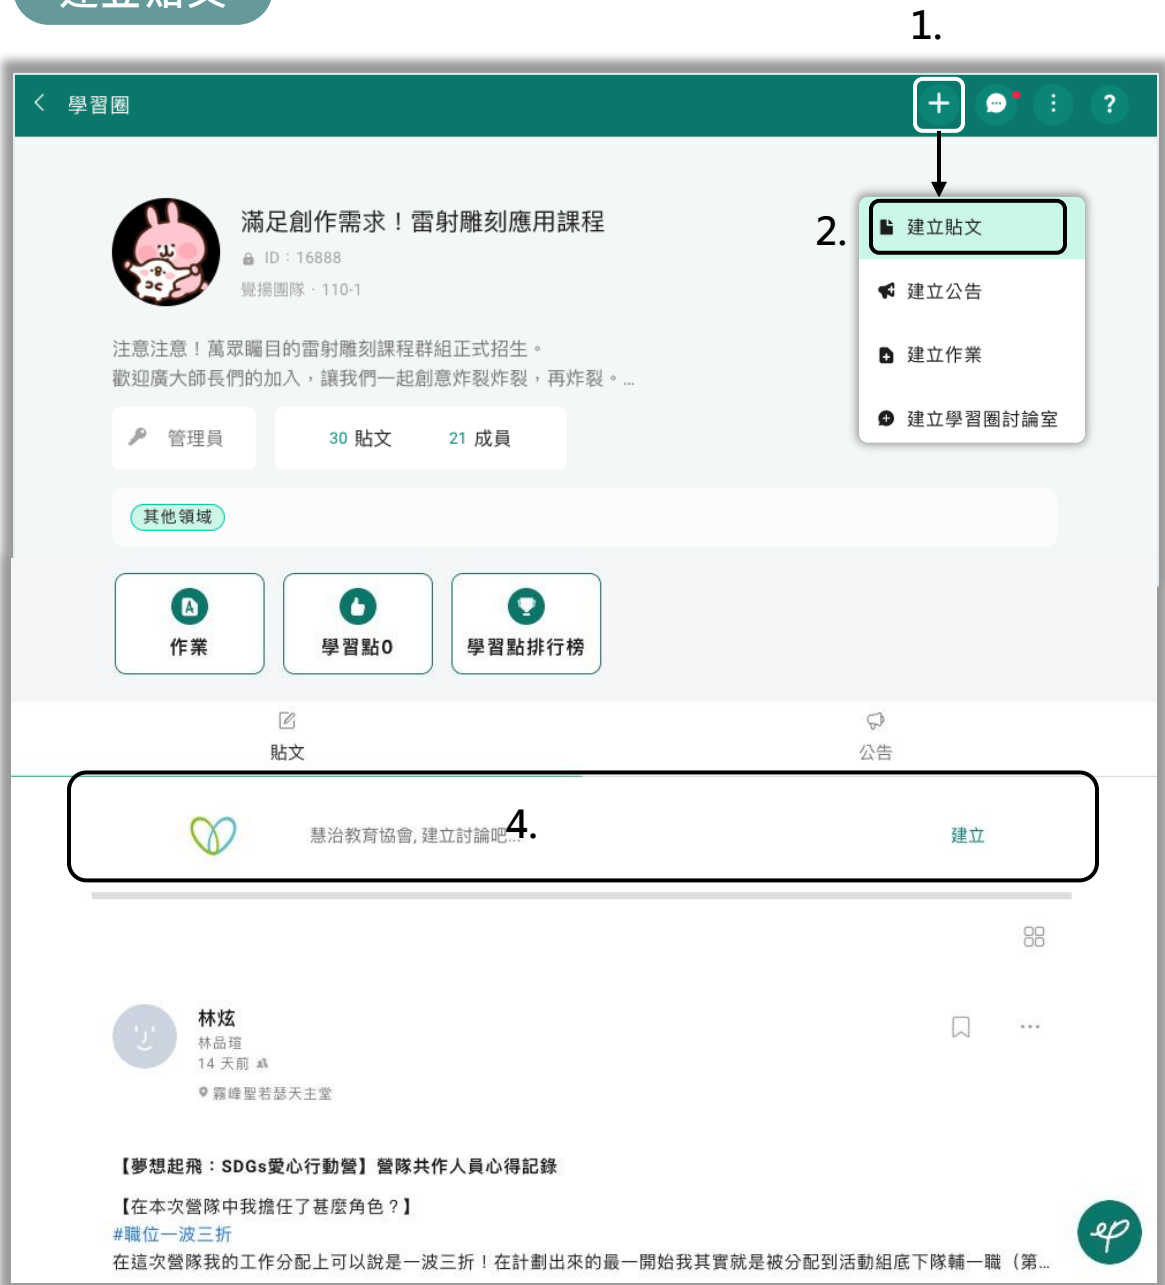 建立貼文
1.
學習圈
?
滿足創作需求！雷射雕刻應用課程
ID：16888
覺揚團隊・110-1
2.
建立貼文
建立公告
建立作業
建立學習圈討論室
注意注意！萬眾矚目的雷射雕刻課程群組正式招生。
歡迎廣大師長們的加入，讓我們一起創意炸裂炸裂，再炸裂。...
管理員
30 貼文 21 成員
其他領域
作業
學習點0
學習點排行榜
貼文
公告
慧治教育協會, 建立討論吧...
4.
建立
林炫
林品瑄
14 天前
霧峰聖若瑟天主堂
【夢想起飛：SDGs愛心行動營】營隊共作人員心得記錄
【在本次營隊中我擔任了甚麼角色？】
#職位一波三折
在這次營隊我的工作分配上可以說是一波三折！在計劃出來的最一開始我其實就是被分配到活動組底下隊輔一職（第...
ep